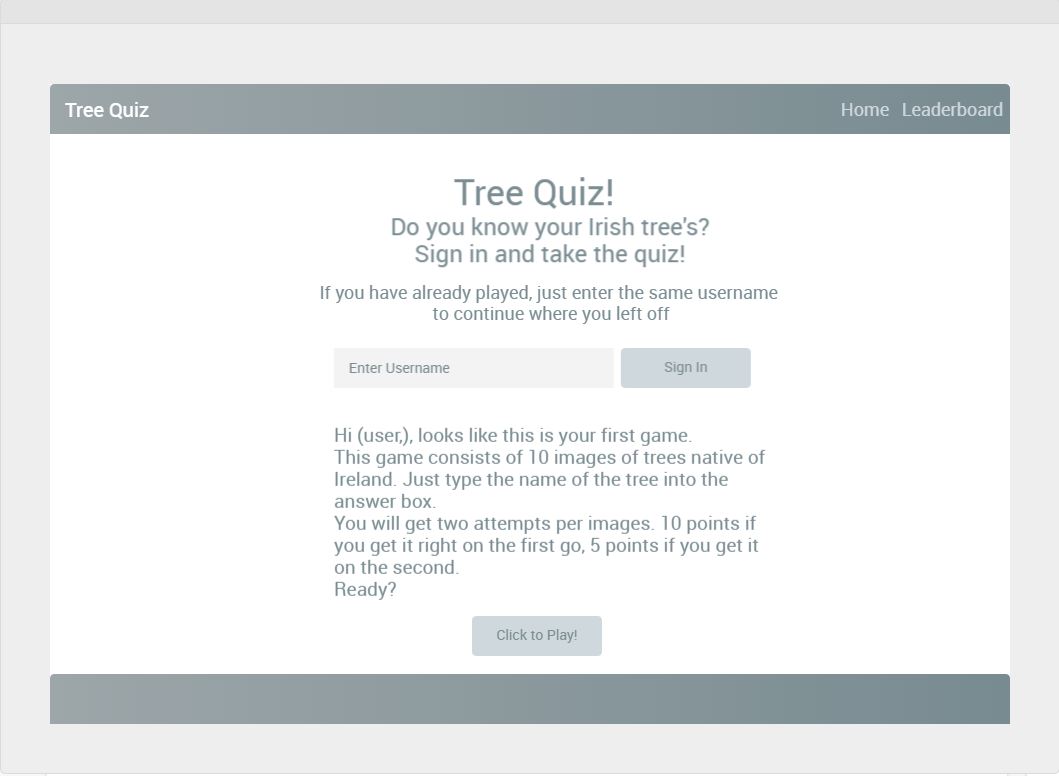 Tree Quiz
Home Leaderboard
Tree Quiz!
Do you know your Irish tree's?
Sign in and take the quiz!
If you have already played, just enter the same username
to continue where you left off
Enter Username
Sign In
Hi (user,), looks like this is your first game.
This game consists of 10 images of trees native of
Ireland. Just type the name of the tree into the
answer box.
You will get two attempts per images. 10 points if
you get it right on the first go, 5 points if you get it
on the second.
Ready?
Click to Play!